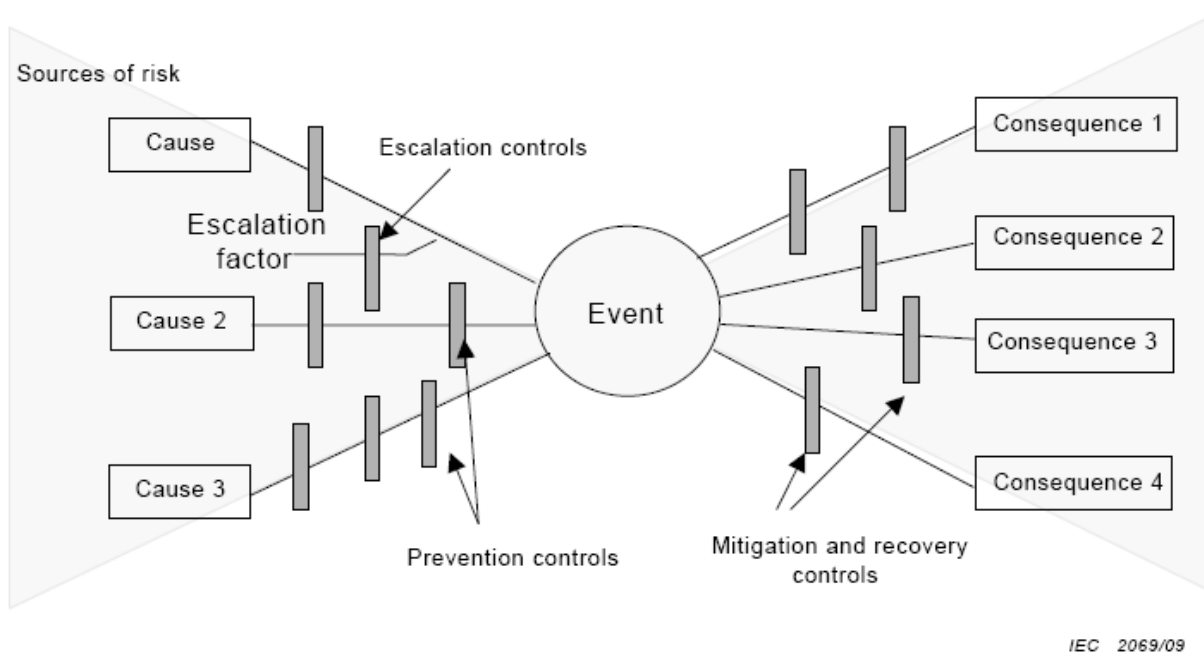 Sources of risk
Cause
Escalation controls
Escalation
factor
Cause 2
Cause 3
Prevention controls
Event
Consequence 1
Consequence 2
Consequence 3
Consequence 4
Mitigation and recovery
controls
IEC 2069/09